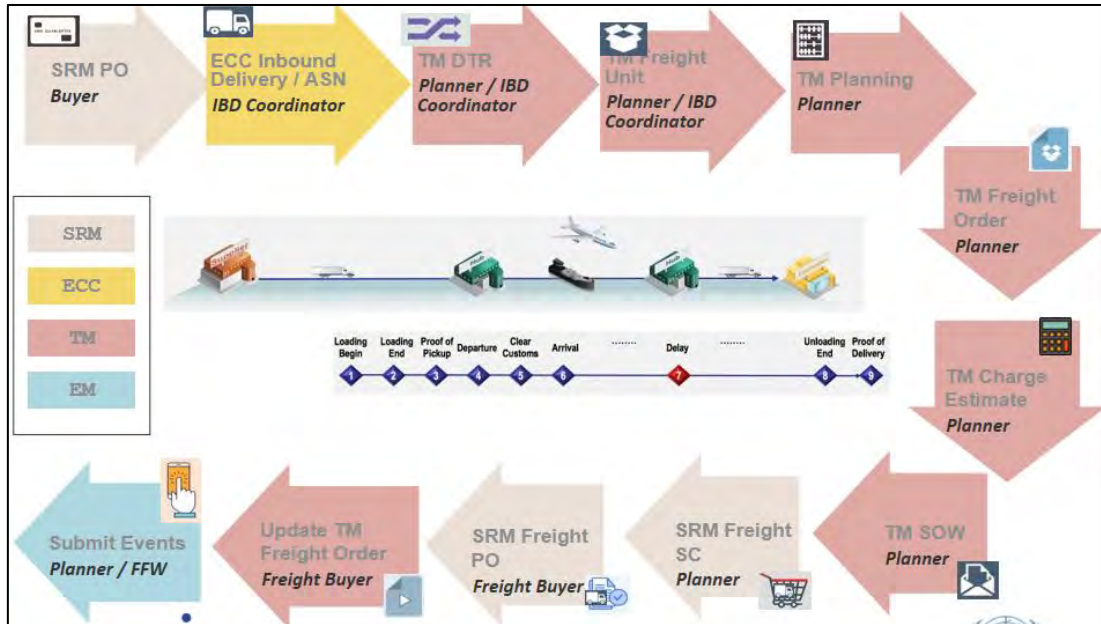 SRM PO
Buyer
ECC Inbound
Delivery / ASN
IBD Coordinator
TM DTR
Planner / IBD
Coordinator
TM Freight
Unit
Planner / IBD
Coordinator
TM Planning
Planner
TM Freight
Order
Planner
SRM
ECC
TM
EM
Supplier
Hub
Hub
Loading
Begin
Loading
End
Proof of
Pickup
Departure
Clear
Customs
Arrival
........
Delay
........
Unloading
End
Proof of
Delivery
1
2
3
4
5
6
7
8
9
TM Charge
Estimate
Planner
Submit Events
Planner / FFW
Update TM
Freight Order
Freight Buyer
SRM Freight
PO
Freight Buyer
SRM Freight
SC
Planner
TM SOW
Planner